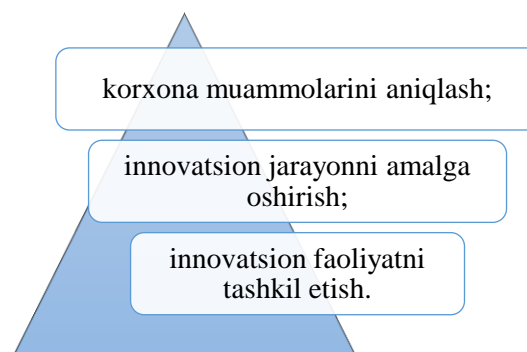 korxona muammolarini aniqlash;
innovatsion jarayonni amalga
oshirish;
innovatsion faoliyatni
tashkil etish.